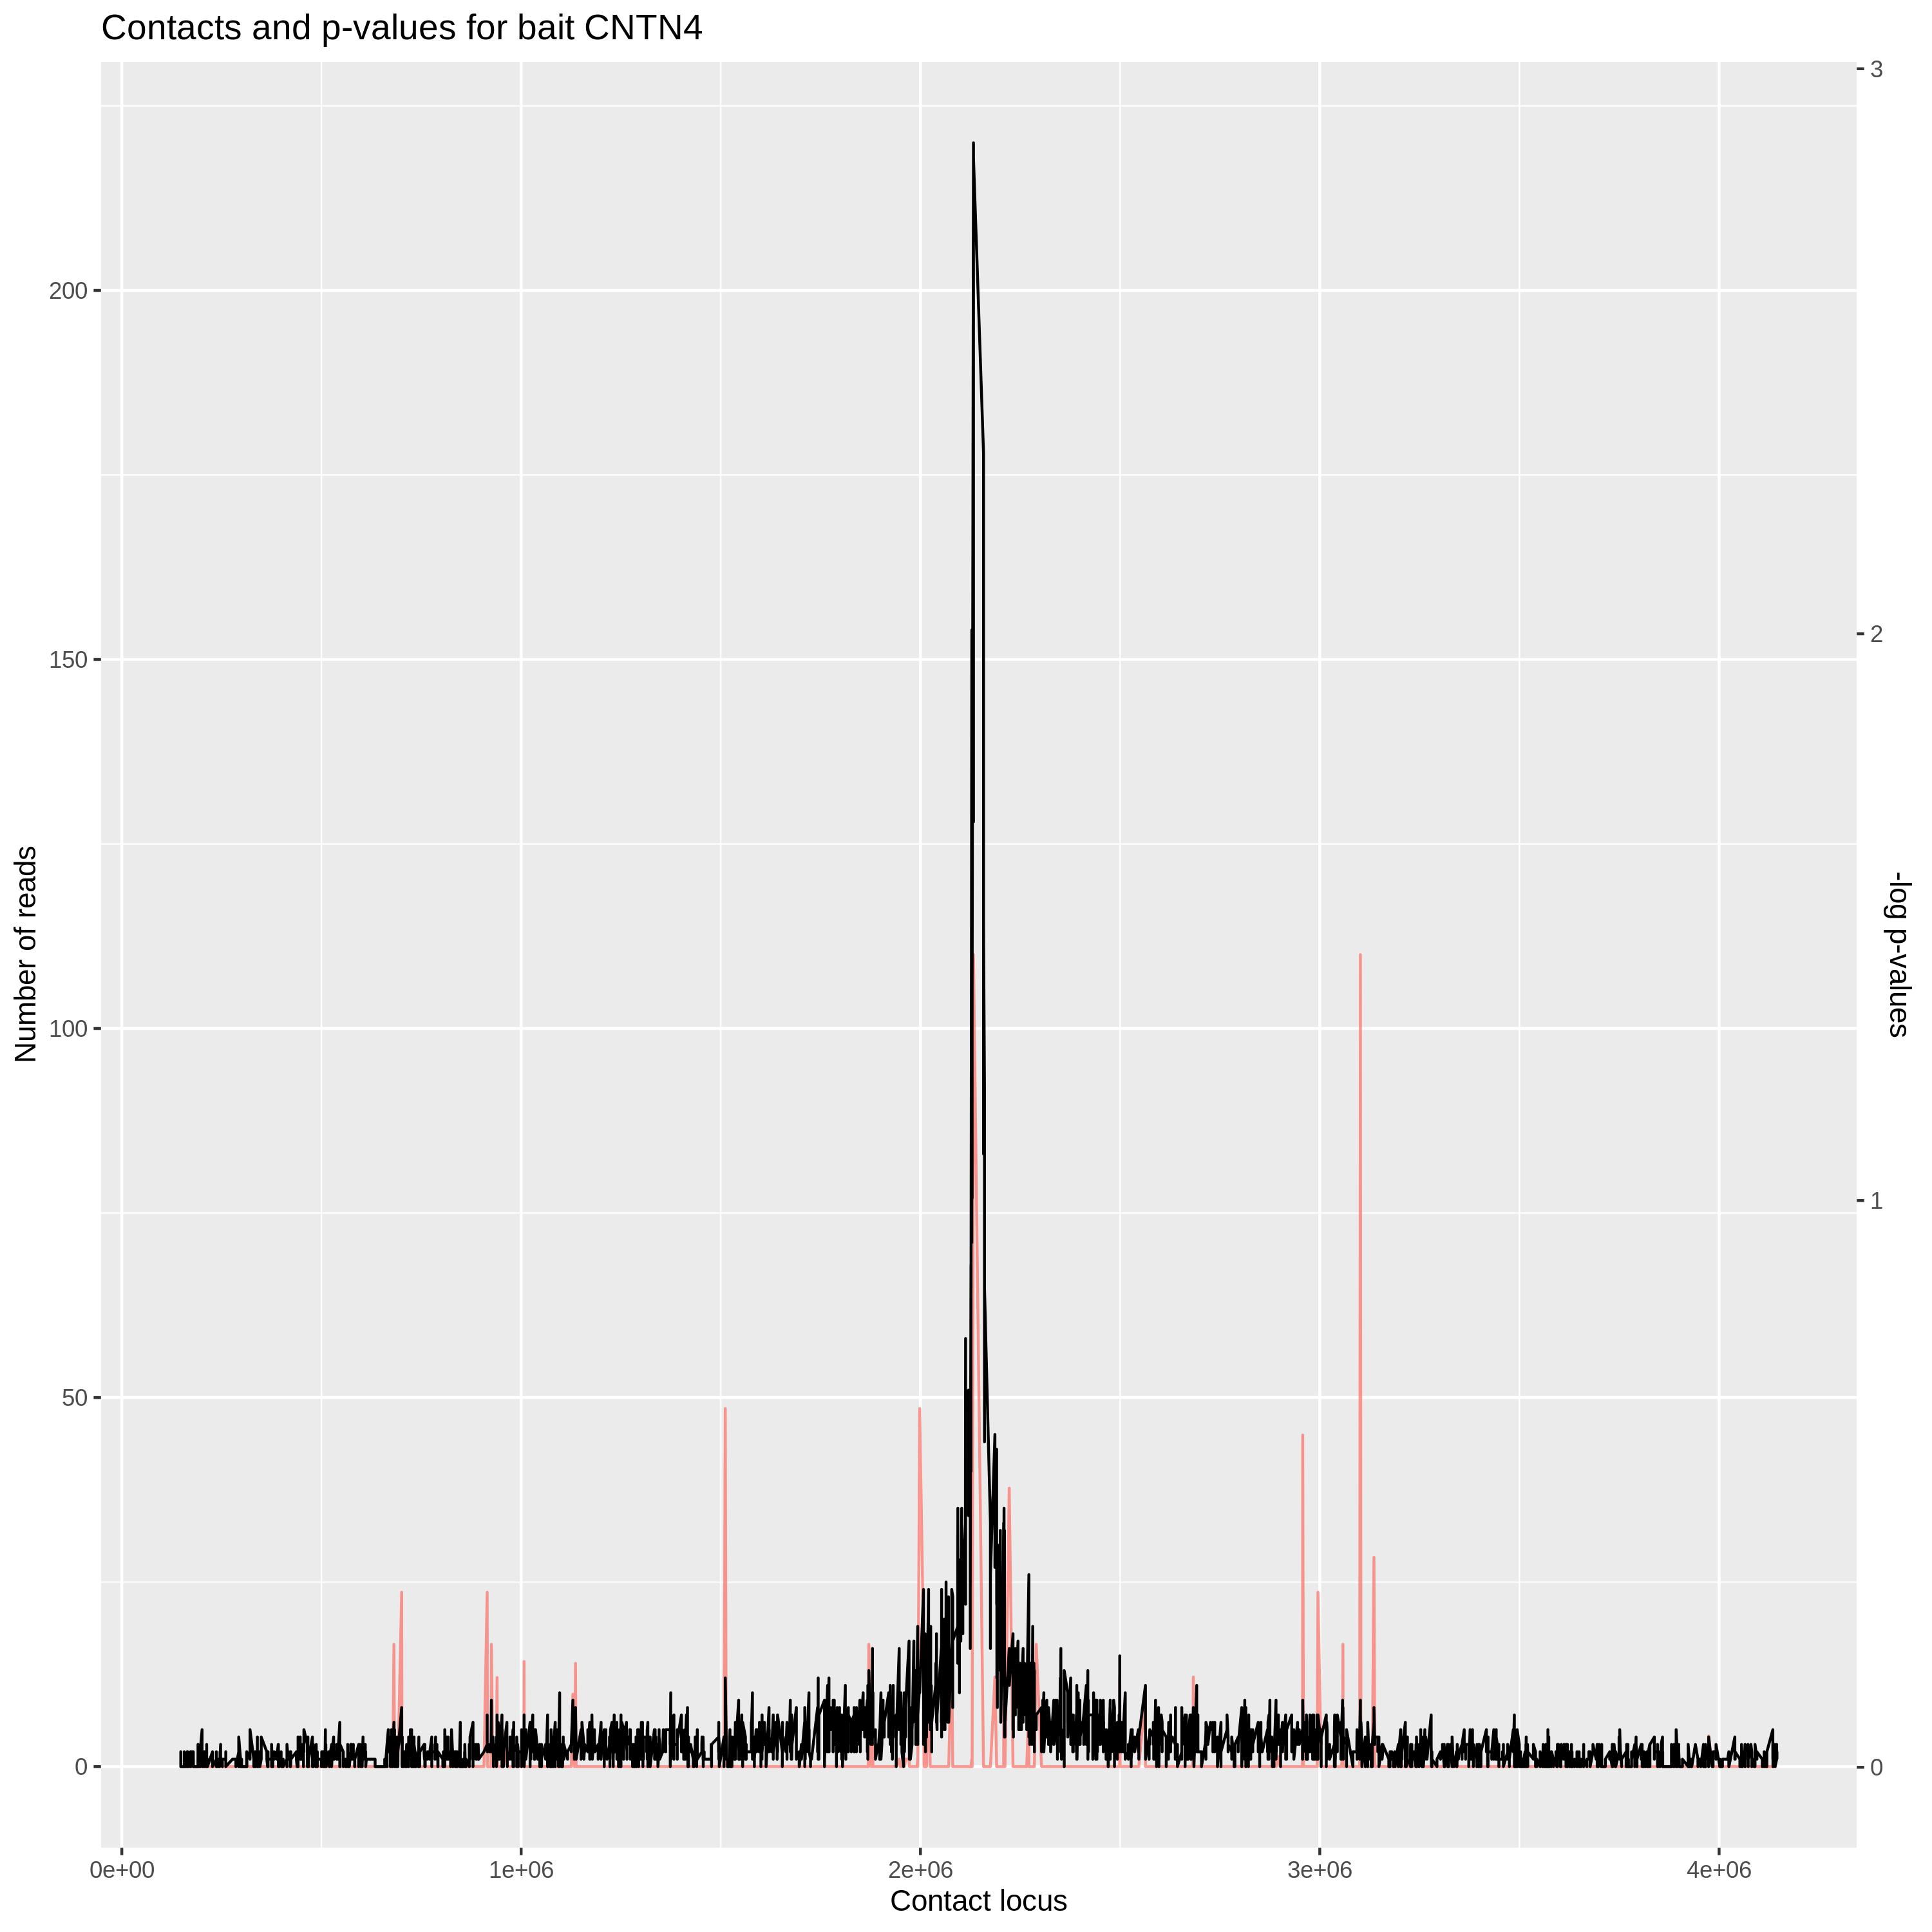 Contacts and p-values for bait CNTN4
3
200
150
2
Number of reads
-log p-values
100
1
50
0
0
0e+00
1e+06
2e+06
3e+06
4e+06
Contact locus